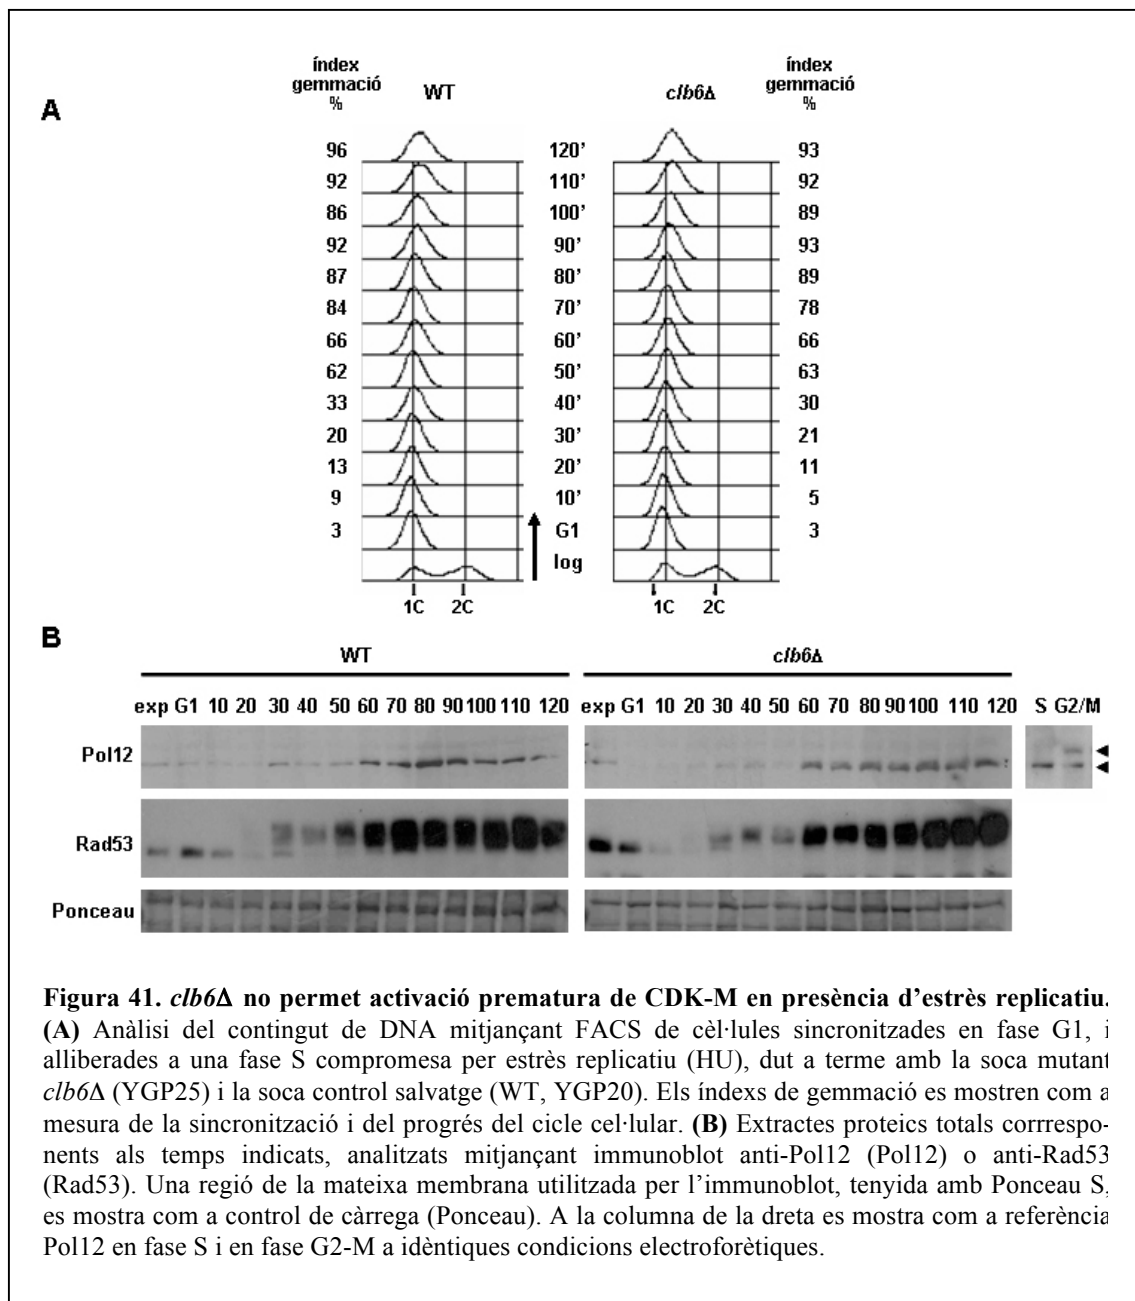 A
índex
gemmació
%
WT
clb6Δ
índex
gemmació
%
96 120' 93
92 110' 92
86 100' 89
92 90' 93
87 80' 89
84 70' 78
66 60' 66
62 50' 63
33 40' 30
20 30' 21
13 20' 11
9 10' 5
3 G1 3
log
1C 2C 1C 2C
B
WT clb6Δ
exp G1 10 20 30 40 50 60 70 80 90 100 110 120 exp G1 10 20 30 40 50 60 70 80 90 100 110 120 S G2/M
Pol12
Rad53
Ponceau
Figura 41. clb6Δ no permet activació prematura de CDK-M en presència d'estrès replicatiu.
(A) Anàlisi del contingut de DNA mitjançant FACS de cèl·lules sincronitzades en fase G1, i
alliberades a una fase S compromesa per estrès replicatiu (HU), dut a terme amb la soca mutant
clb6Δ (YGP25) i la soca control salvatge (WT, YGP20). Els índexs de gemmació es mostren com a
mesura de la sincronització i del progrés del cicle cel·lular. (B) Extractes proteics totals corrrespo-
nents als temps indicats, analitzats mitjançant immunoblot anti-Pol12 (Pol12) o anti-Rad53
(Rad53). Una regió de la mateixa membrana utilitzada per l'immunoblot, tenyida amb Ponceau S,
es mostra com a control de càrrega (Ponceau). A la columna de la dreta es mostra com a referència
Pol12 en fase S i en fase G2-M a idèntiques condicions electroforètiques.